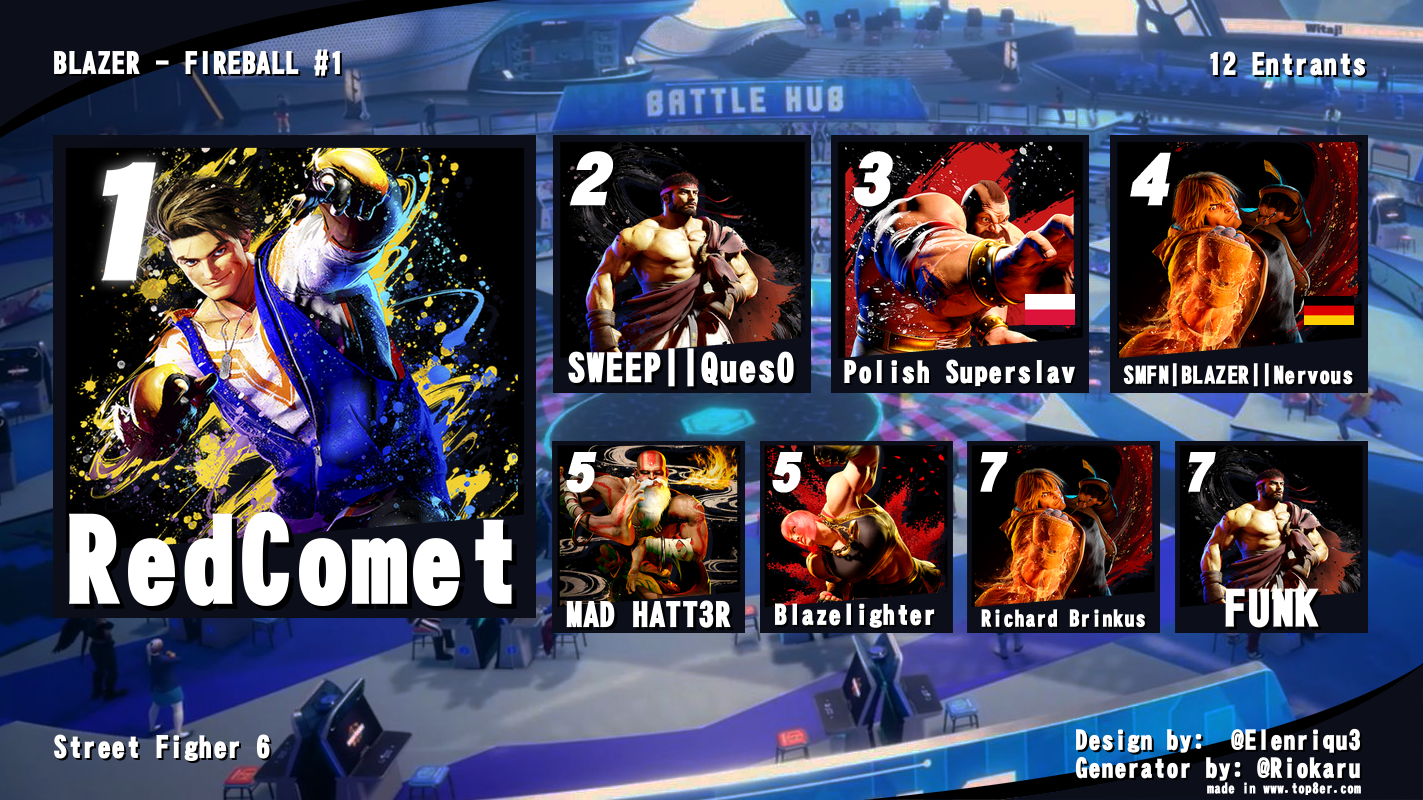 BLAZER - FIREBALL #1
12 Entrants
Witaj!
BATTLE HUB
1
RedComet
2
SWEEP||Ques0
3
Polish Superslav
4
SMFN|BLAZER||Nervous
5
MAD HATT3R
5
Blazelighter
7
Richard Brinkus
7
FUNK
Street Figher 6
Design by: @Elenriqu3
Generator by: @Riokaru
made in www.top8er.com